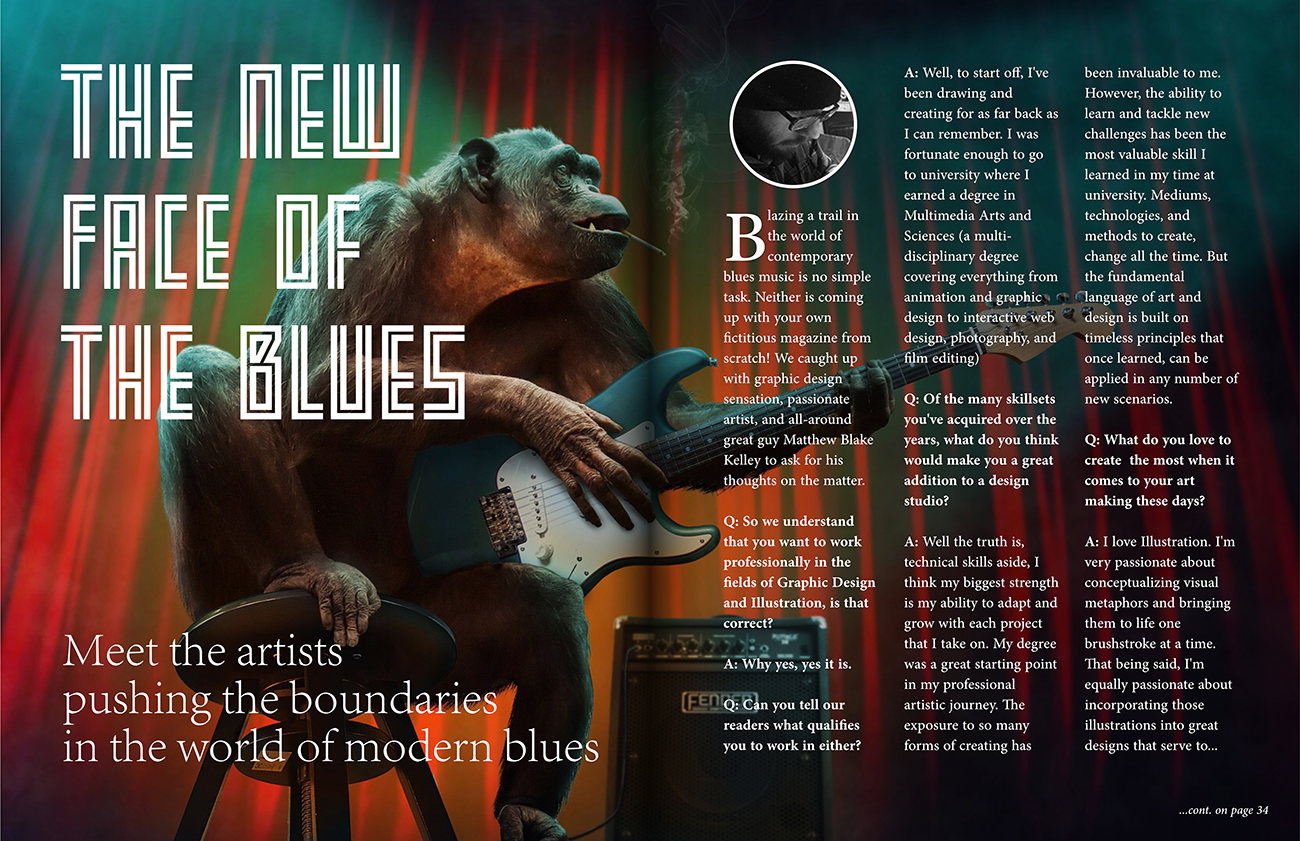 THE NEW
FACE OF
THE BLUES
Meet the artists
pushing the boundaries
in the world of modern blues
Blazing a trail in
the world of
contemporary
blues music is no simple
task. Neither is coming
up with your own
fictitious magazine from
scratch! We caught up
with graphic design
sensation, passionate
artist, and all-around
great guy Matthew Blake
Kelley to ask for his
thoughts on the matter.
Q: So we understand
that you want to work
professionally in the
fields of Graphic Design
and Illustration, is that
correct?
A: Why yes, yes it is.
Q: Can you tell our
readers what qualifies
you to work in either?
A: Well, to start off, I've
been drawing and
creating for as far back as
I can remember. I was
fortunate enough to go
to university where I
earned a degree in
Multimedia Arts and
Sciences (a multi-
disciplinary degree
covering everything from
animation and graphic
design to interactive web
design, photography, and
film editing)
Q: Of the many skillsets
you've acquired over the
years, what do you think
would make you a great
addition to a design
studio?
A: Well the truth is,
technical skills aside, I
think my biggest strength
is my ability to adapt and
grow with each project
that I take on. My degree
was a great starting point
in my professional
artistic journey. The
exposure to so many
forms of creating has
been invaluable to me.
However, the ability to
learn and tackle new
challenges has been the
most valuable skill I
learned in my time at
university. Mediums,
technologies, and
methods to create,
change all the time. But
the fundamental
language of art and
design is built on
timeless principles that
once learned, can be
applied in any number of
new scenarios.
Q: What do you love to
create  the most when it
comes to your art
making these days?
A: I love Illustration. I'm
very passionate about
conceptualizing visual
metaphors and bringing
them to life one
brushstroke at a time.
That being said, I'm
equally passionate about
incorporating those
illustrations into great
designs that serve to...
FENDER
...cont. on page 34